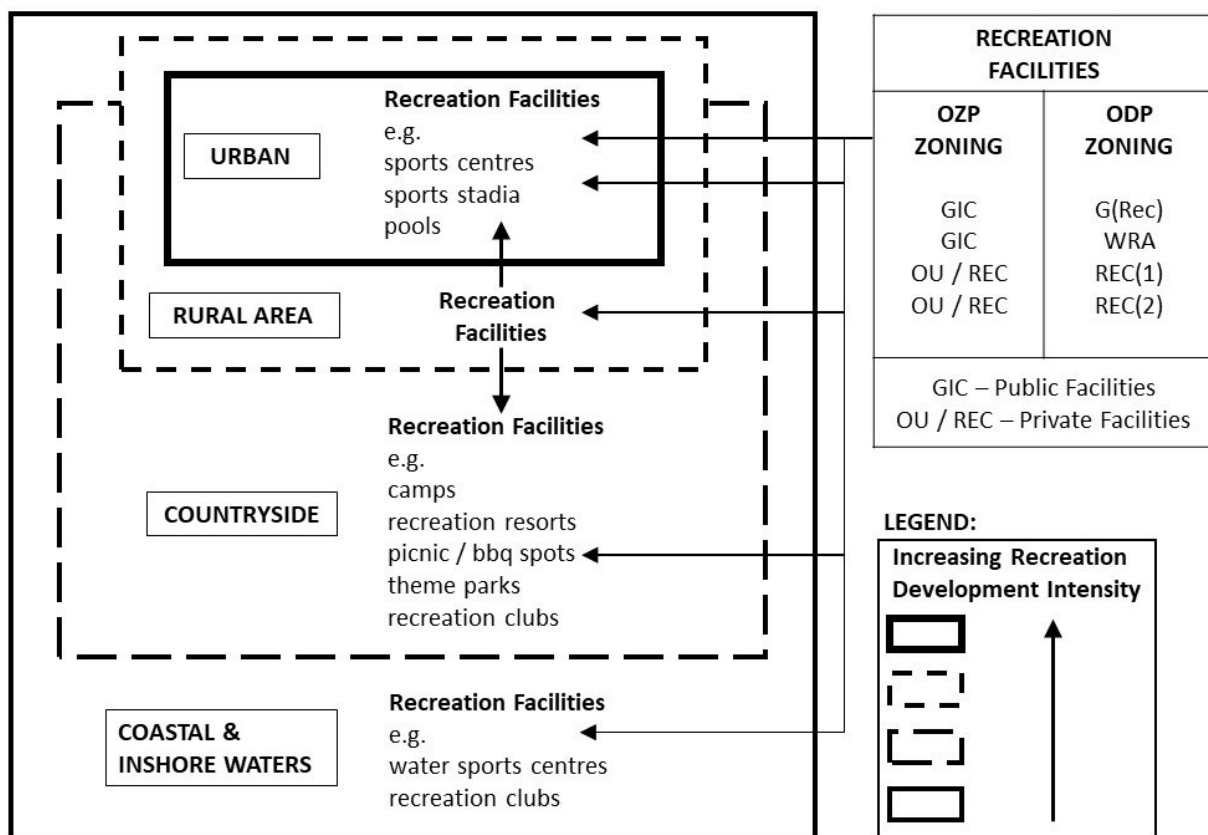 Recreation Facilities
e.g.
sports centres
sports stadia
pools
URBAN
RURAL AREA
Recreation
Facilities
Recreation Facilities
e.g.
camps
recreation resorts
picnic / bbq spots
theme parks
recreation clubs
COUNTRYSIDE
Recreation Facilities
e.g.
water sports centres
recreation clubs
COASTAL &
INSHORE WATERS
RECREATION
FACILITIES
OZP ODP
ZONING ZONING
GIC G(Rec)
GIC WRA
OU / REC REC(1)
OU / REC REC(2)
GIC – Public Facilities
OU / REC – Private Facilities
LEGEND:
Increasing Recreation
Development Intensity